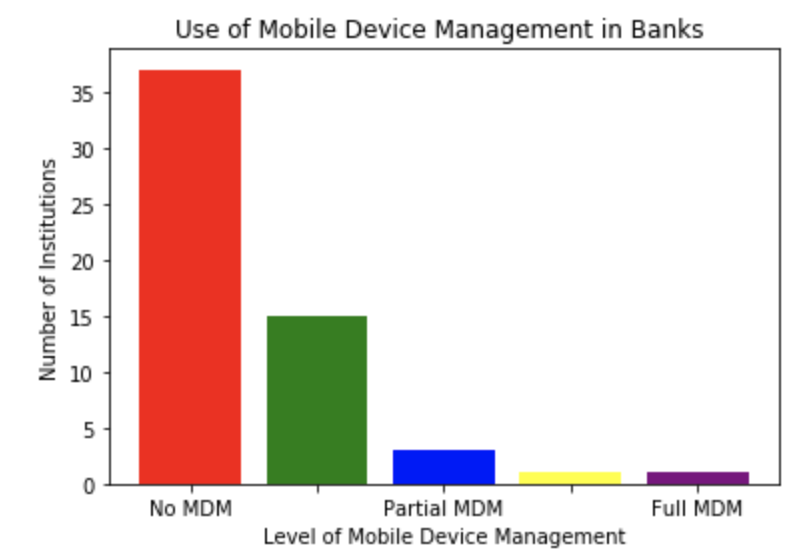 Use of Mobile Device Management in Banks
Number of Institutions
35
30
25
20
15
10
5
0
No MDM Partial MDM Full MDM
Level of Mobile Device Management